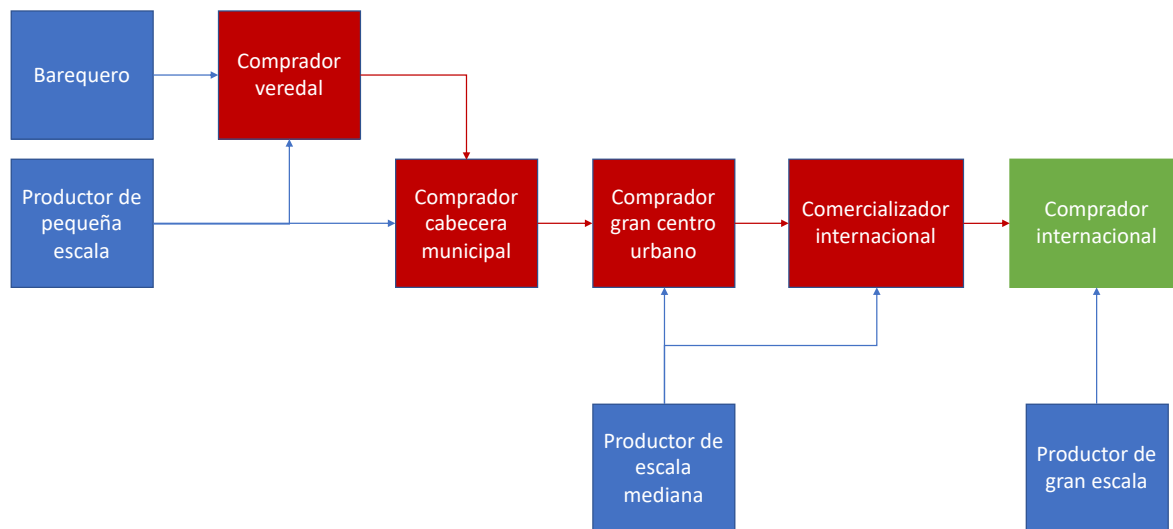 Barequero
Comprador
veredal
Productor de
pequeña
escala
Comprador
cabecera
municipal
Comprador
gran centro
urbano
Comercializador
internacional
Comprador
internacional
Productor de
escala
mediana
Productor de
gran escala